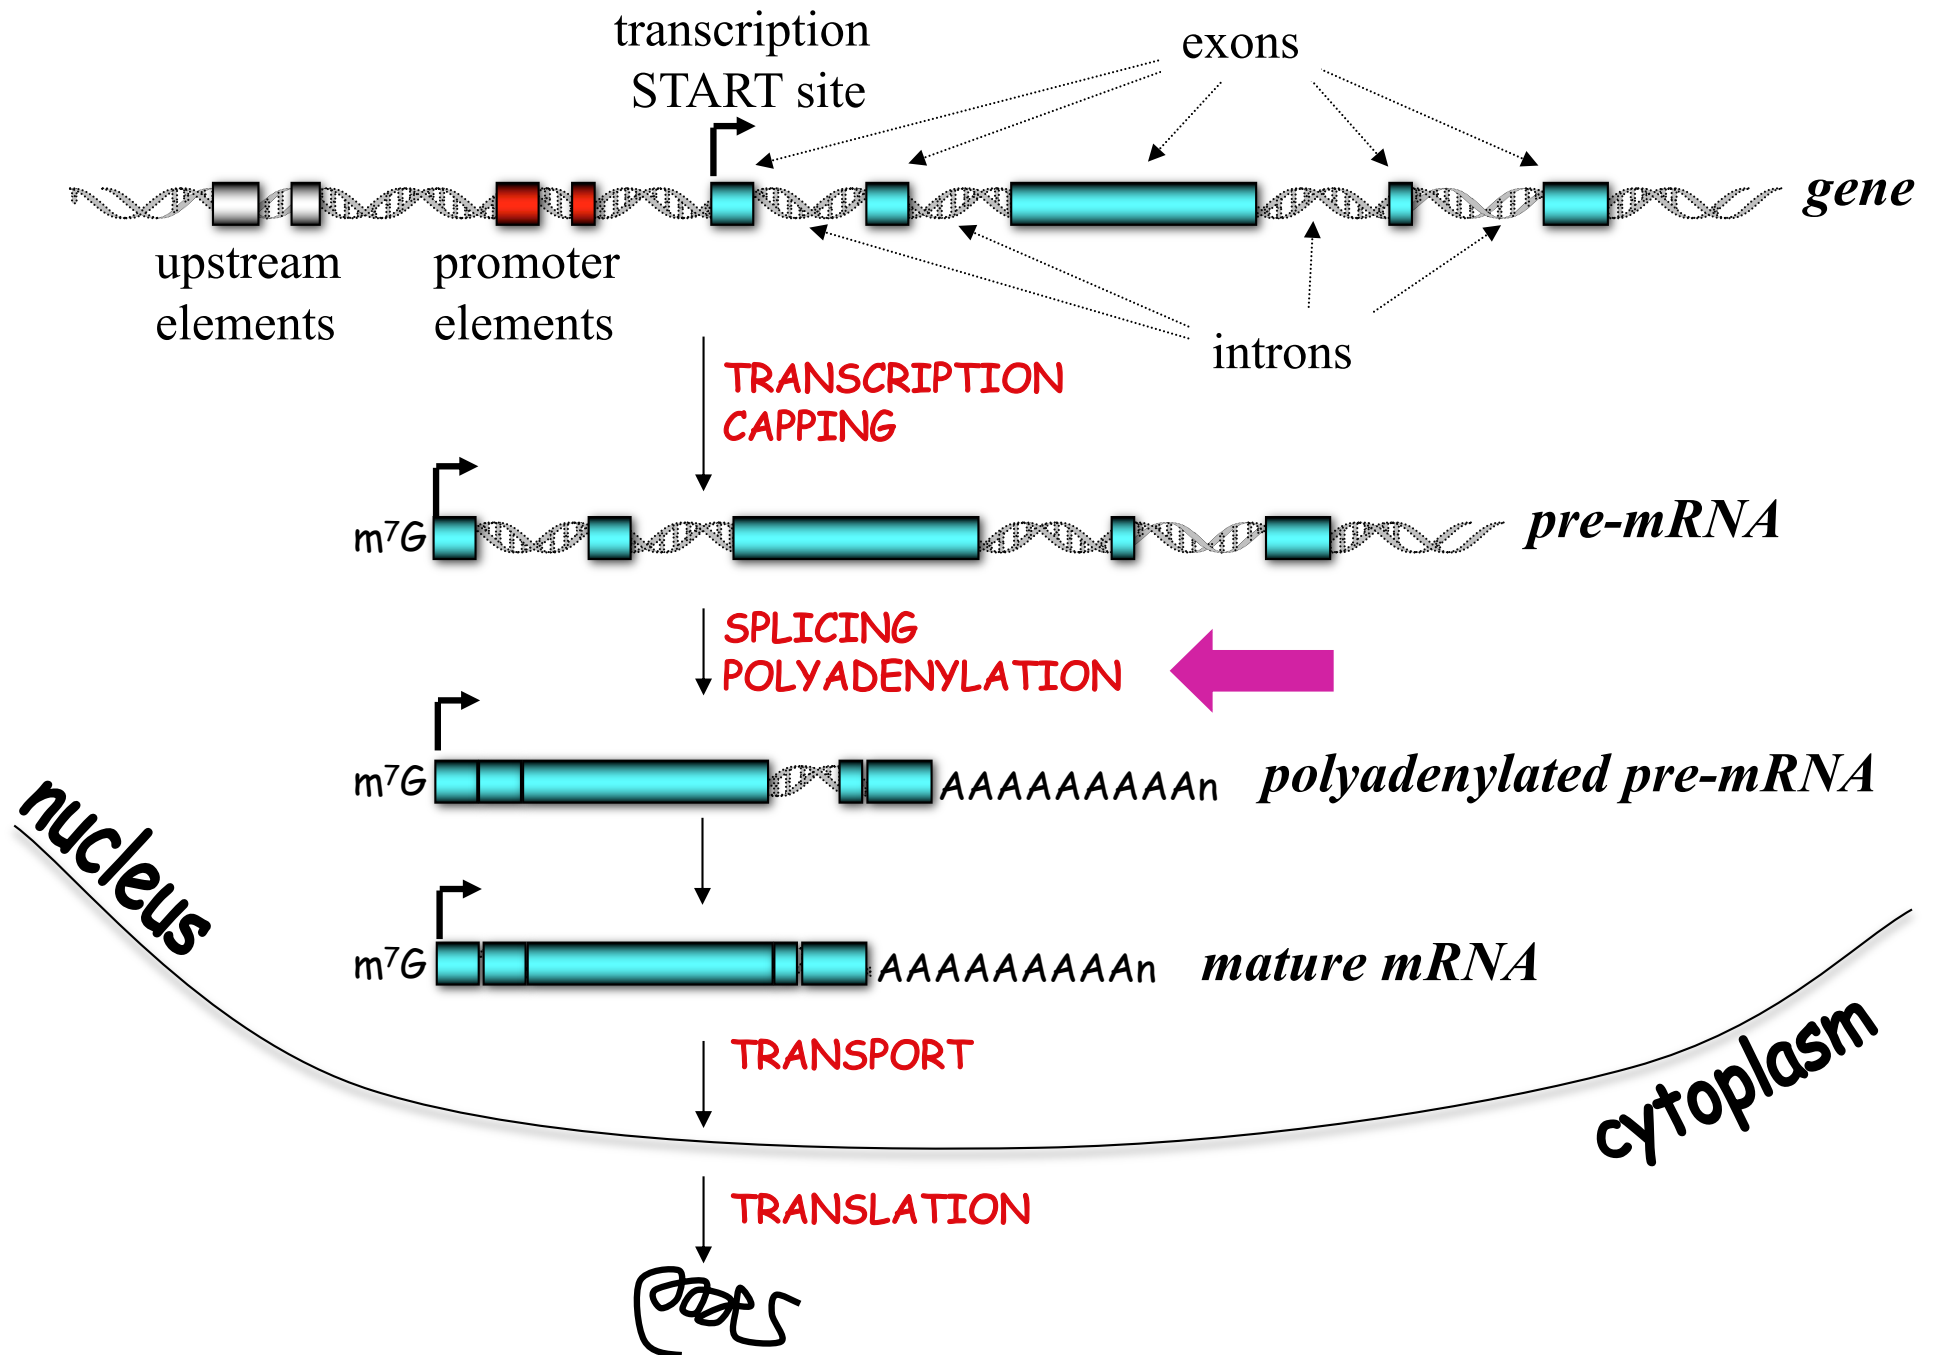 transcription
START site
exons
gene
upstream
elements
promoter
elements
introns
TRANSCRIPTION
CAPPING
m⁷G
pre-mRNA
SPLICING
POLYADENYLATION
m⁷G
AAAAAAAAAn
polyadenylated pre-mRNA
nucleus
m⁷G
AAAAAAAAAn
mature mRNA
TRANSPORT
cytoplasm
TRANSLATION